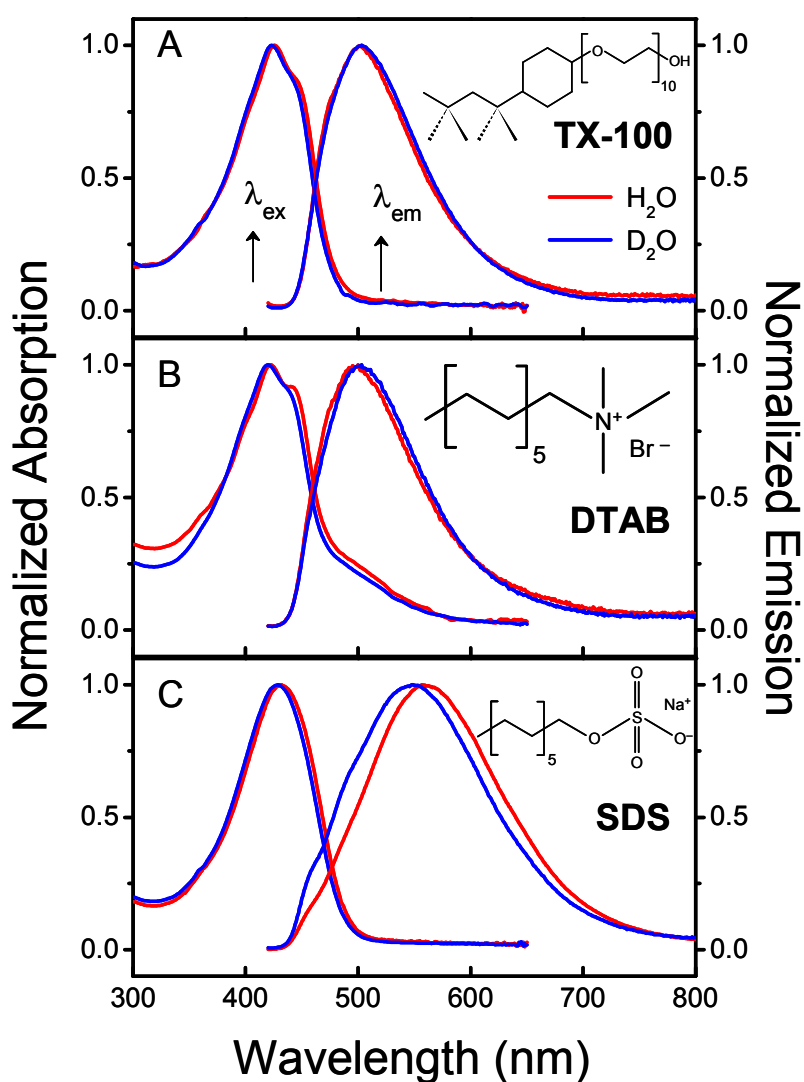 A
1.0
0.5
0.0
1.0
0.5
0.0
λex
λem
O
OH
10
TX-100
H2O
D2O
B
1.0
0.5
0.0
1.0
0.5
0.0
5
N+
Br −
DTAB
C
1.0
0.5
0.0
1.0
0.5
0.0
5
O
O
S
O
Na+
O−
SDS
300 400 500 600 700 800
Wavelength (nm)
Normalized Absorption
Normalized Emission